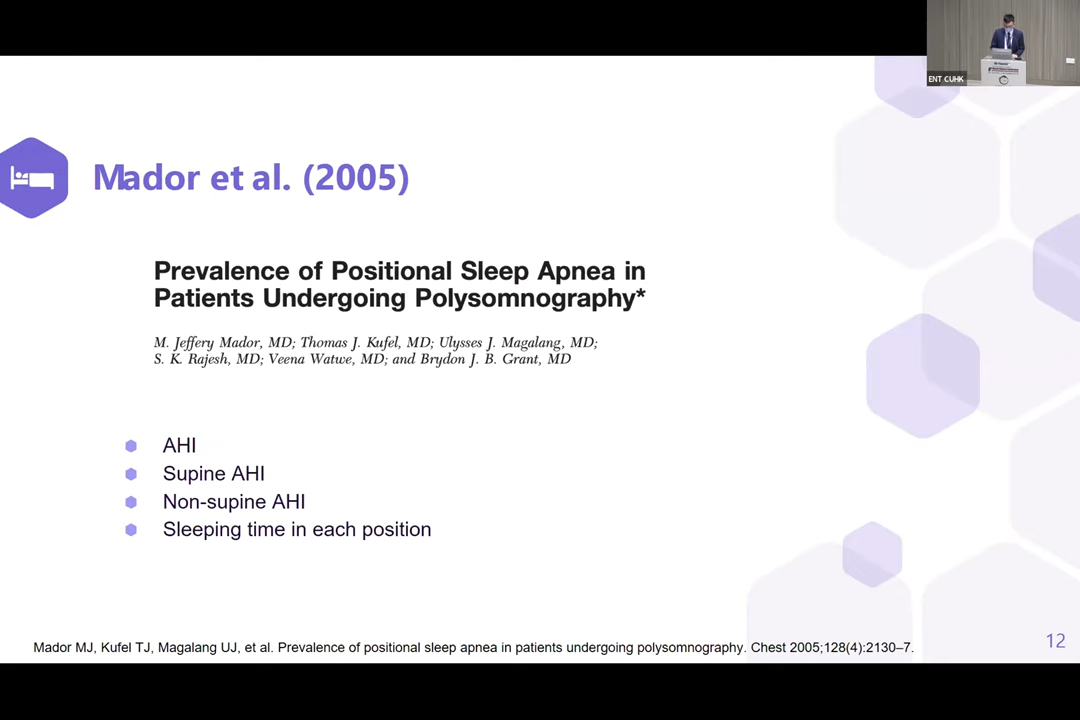 ENT CUHK
Mador et al. (2005)
Prevalence of Positional Sleep Apnea in
Patients Undergoing Polysomnography*
M. Jeffery Mador, MD; Thomas J. Kufel, MD; Ulysses J. Magalang, MD;
S. K. Rajesh, MD; Veena Watwe, MD; and Brydon J. B. Grant, MD
AHI
Supine AHI
Non-supine AHI
Sleeping time in each position
Mador MJ, Kufel TJ, Magalang UJ, et al. Prevalence of positional sleep apnea in patients undergoing polysomnography. Chest 2005;128(4):2130–7.
12